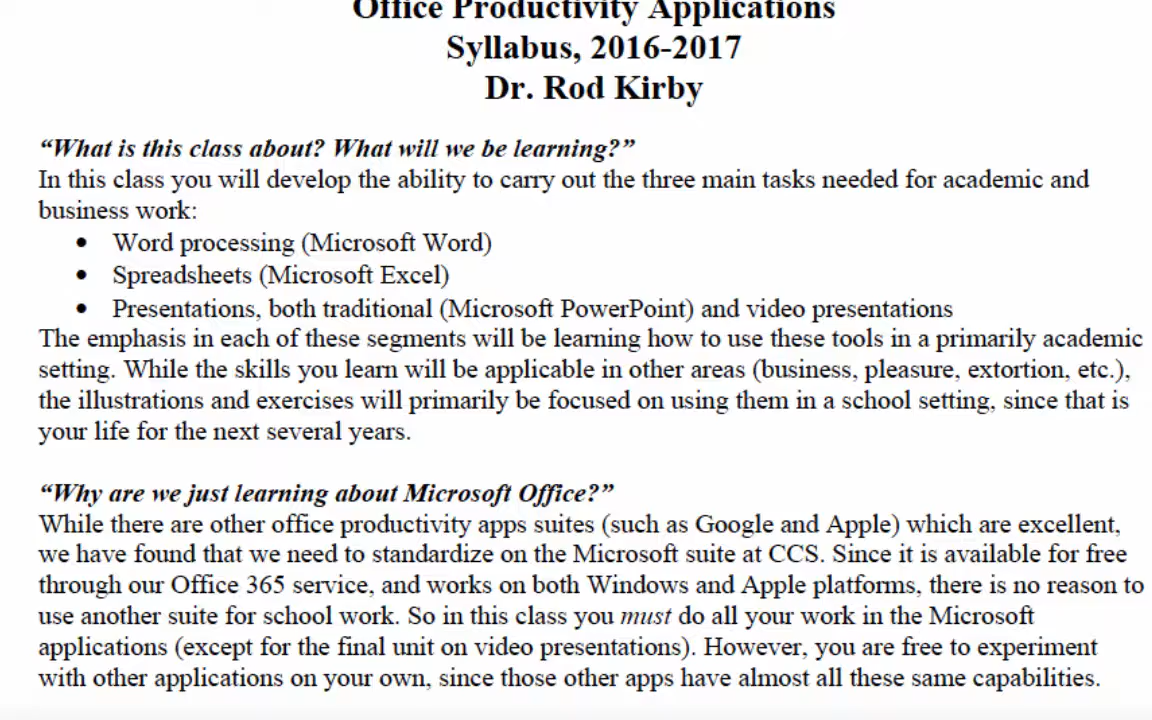 Office Productivity Applications
Syllabus, 2016-2017
Dr. Rod Kirby
“What is this class about? What will we be learning?”
In this class you will develop the ability to carry out the three main tasks needed for academic and
business work:
• Word processing (Microsoft Word)
• Spreadsheets (Microsoft Excel)
• Presentations, both traditional (Microsoft PowerPoint) and video presentations
The emphasis in each of these segments will be learning how to use these tools in a primarily academic
setting. While the skills you learn will be applicable in other areas (business, pleasure, extortion, etc.),
the illustrations and exercises will primarily be focused on using them in a school setting, since that is
your life for the next several years.
“Why are we just learning about Microsoft Office?”
While there are other office productivity apps suites (such as Google and Apple) which are excellent,
we have found that we need to standardize on the Microsoft suite at CCS. Since it is available for free
through our Office 365 service, and works on both Windows and Apple platforms, there is no reason to
use another suite for school work. So in this class you must do all your work in the Microsoft
applications (except for the final unit on video presentations). However, you are free to experiment
with other applications on your own, since those other apps have almost all these same capabilities.